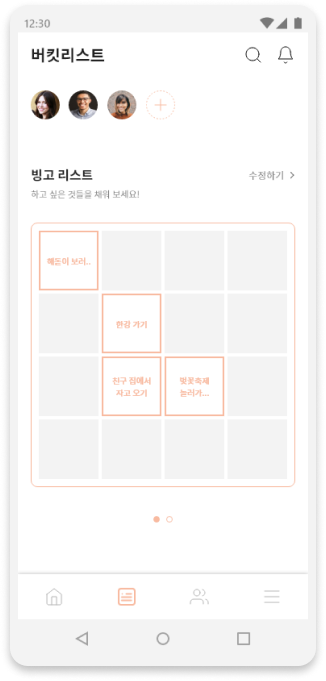 12:30
버킷리스트
빙고 리스트
수정하기
하고 싶은 것들을 채워 보세요!
해돋이 보러..
한강 가기
친구 집에서
자고 오기
벚꽃축제
놀러가...